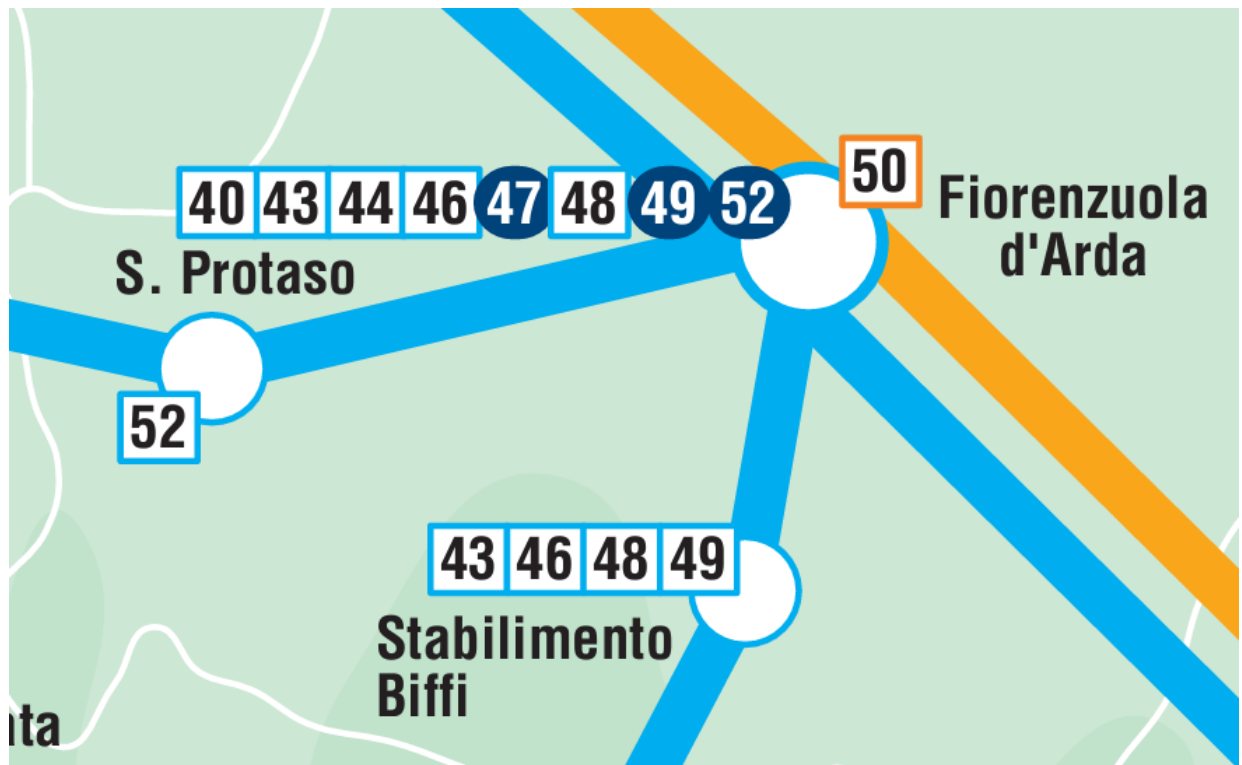 40 43 44 46 47 48 49 52
50
Fiorenzuola
d'Arda
S. Protaso
52
43 46 48 49
Stabilimento
Biffi